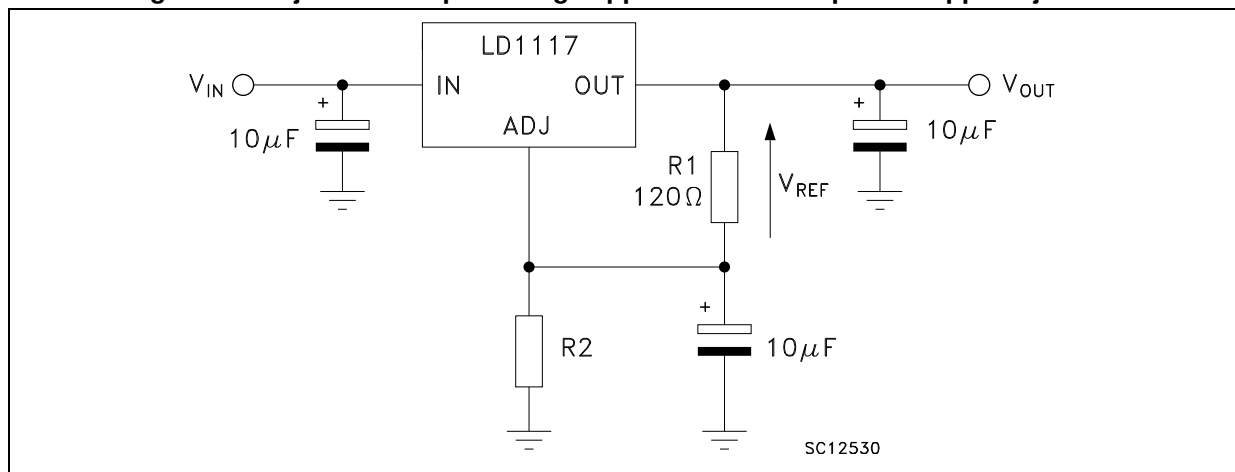 LD1117
V_IN
IN
OUT
V_OUT
ADJ
+
10μF
R1
120Ω
V_REF
+
10μF
R2
+
10μF
SC12530